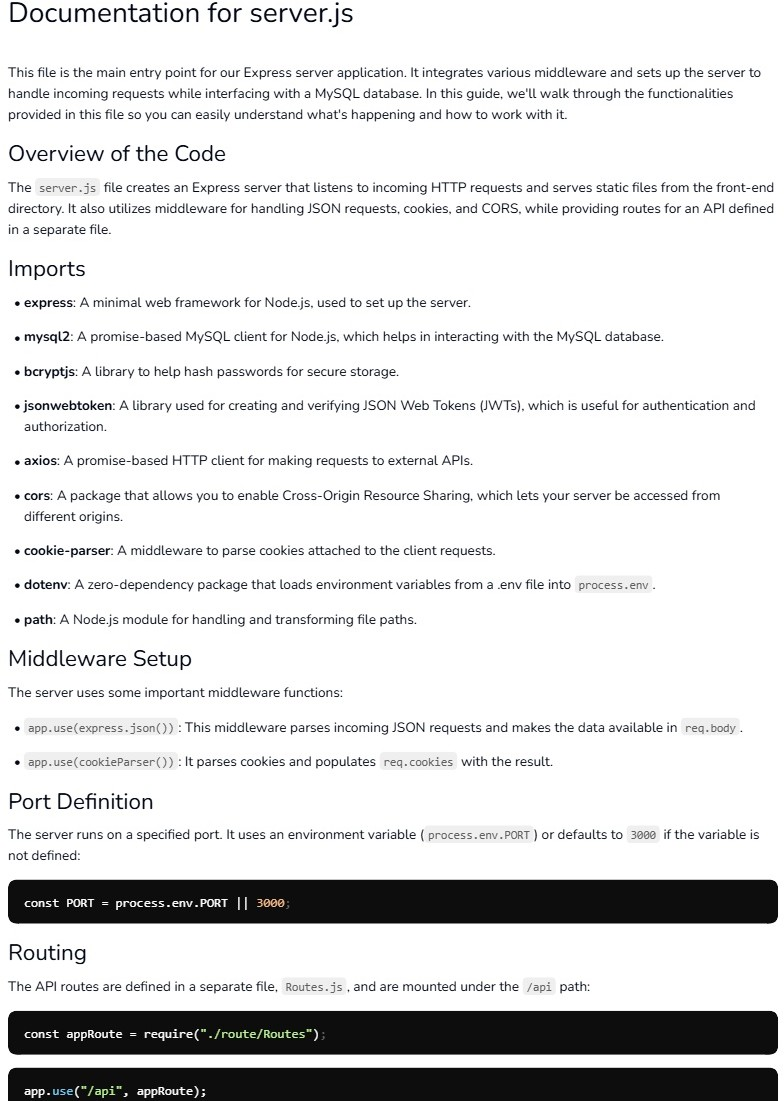 Documentation for server.js
This file is the main entry point for our Express server application. It integrates various middleware and sets up the server to
handle incoming requests while interfacing with a MySQL database. In this guide, we'll walk through the functionalities
provided in this file so you can easily understand what's happening and how to work with it.
Overview of the Code
The server.js file creates an Express server that listens to incoming HTTP requests and serves static files from the front-end
directory. It also utilizes middleware for handling JSON requests, cookies, and CORS, while providing routes for an API defined
in a separate file.
Imports
• express: A minimal web framework for Node.js, used to set up the server.
• mysql2: A promise-based MySQL client for Node.js, which helps in interacting with the MySQL database.
• bcryptjs: A library to help hash passwords for secure storage.
• jsonwebtoken: A library used for creating and verifying JSON Web Tokens (JWTs), which is useful for authentication and
authorization.
• axios: A promise-based HTTP client for making requests to external APIs.
• cors: A package that allows you to enable Cross-Origin Resource Sharing, which lets your server be accessed from
different origins.
• cookie-parser: A middleware to parse cookies attached to the client requests.
• dotenv: A zero-dependency package that loads environment variables from a .env file into process.env.
• path: A Node.js module for handling and transforming file paths.
Middleware Setup
The server uses some important middleware functions:
• app.use(express.json()): This middleware parses incoming JSON requests and makes the data available in req.body.
• app.use(cookieParser()): It parses cookies and populates req.cookies with the result.
Port Definition
The server runs on a specified port. It uses an environment variable (process.env.PORT) or defaults to 3000 if the variable is
not defined:
const PORT = process.env.PORT || 3000;
Routing
The API routes are defined in a separate file, Routes.js, and are mounted under the /api path:
const appRoute = require("./route/Routes");
app.use("/api", appRoute);